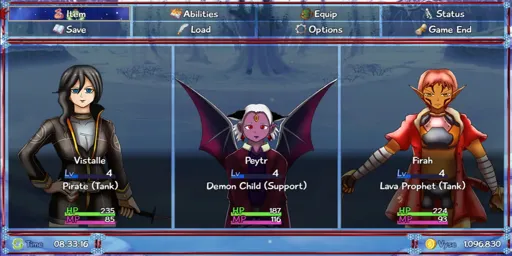 Item
Abilities
Equip
Status
Save
Load
Options
Game End
Vistalle
Lv 4
Pirate (Tank)
HP 235
MP 85
Peytr
Lv 4
Demon Child (Support)
HP 187
MP 116
Firah
Lv 4
Lava Prophet (Tank)
HP 224
MP 93
Time 08:33:16
Vyse 1,096,830